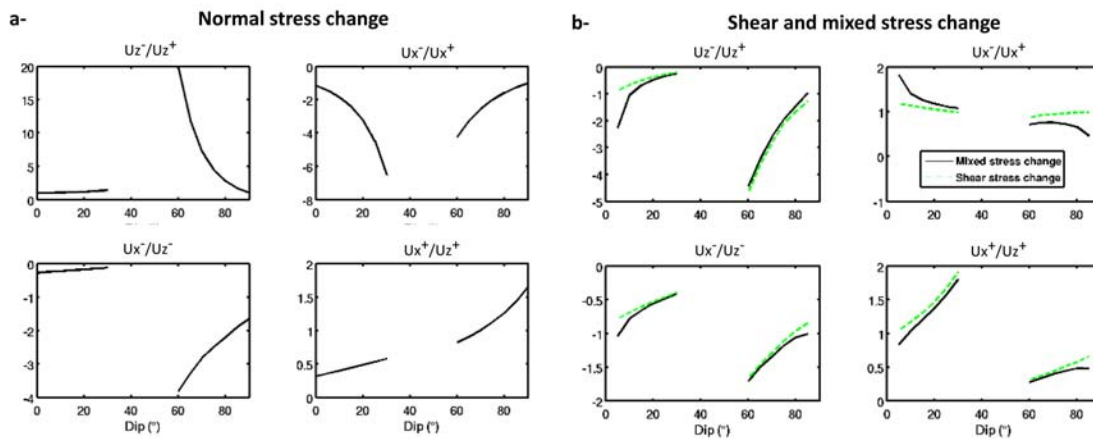 a- Normal stress change
Uz⁻/Uz⁺
20
15
10
5
0
0 20 40 60 80
Ux⁻/Ux⁺
0
-2
-4
-6
-8
0 20 40 60 80
Ux⁻/Uz⁻
0
-1
-2
-3
-4
0 20 40 60 80
Dip (°)
Ux⁺/Uz⁺
2
1.5
1
0.5
0
0 20 40 60 80
Dip (°)
b- Shear and mixed stress change
Uz⁻/Uz⁺
0
-1
-2
-3
-4
-5
0 20 40 60 80
Ux⁻/Ux⁺
2
1
0
-1
Mixed stress change
Shear stress change
0 20 40 60 80
Ux⁻/Uz⁻
0
-0.5
-1
-1.5
-2
0 20 40 60 80
Dip (°)
Ux⁺/Uz⁺
2
1.5
1
0.5
0
0 20 40 60 80
Dip (°)